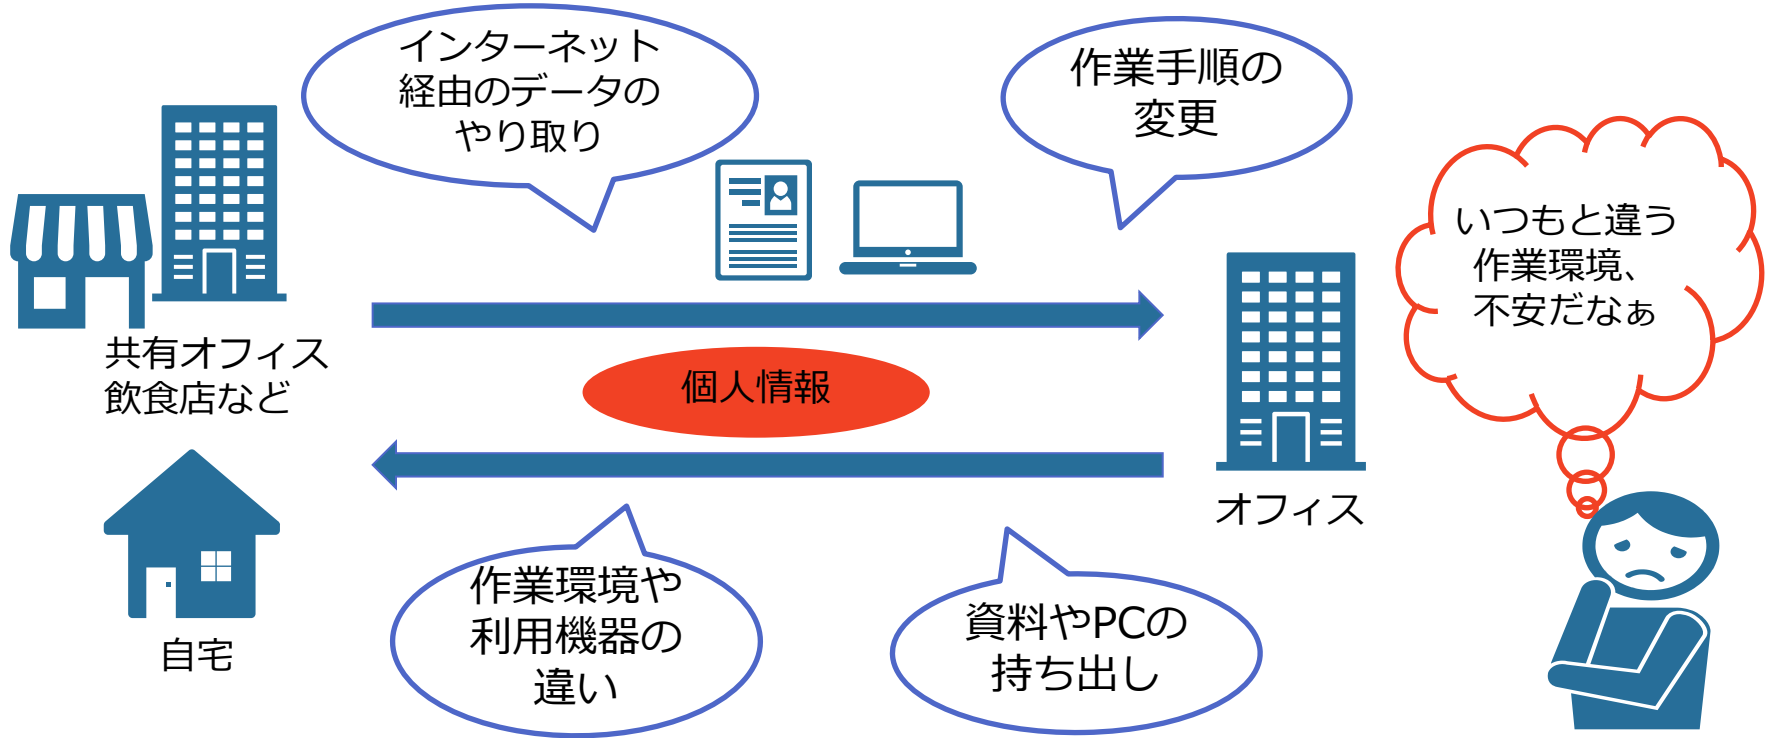 インターネット
経由のデータの
やり取り
作業手順の
変更
いつもと違う
作業環境、
不安だなぁ
共有オフィス
飲食店など
個人情報
オフィス
自宅
作業環境や
利用機器の
違い
資料やPCの
持ち出し